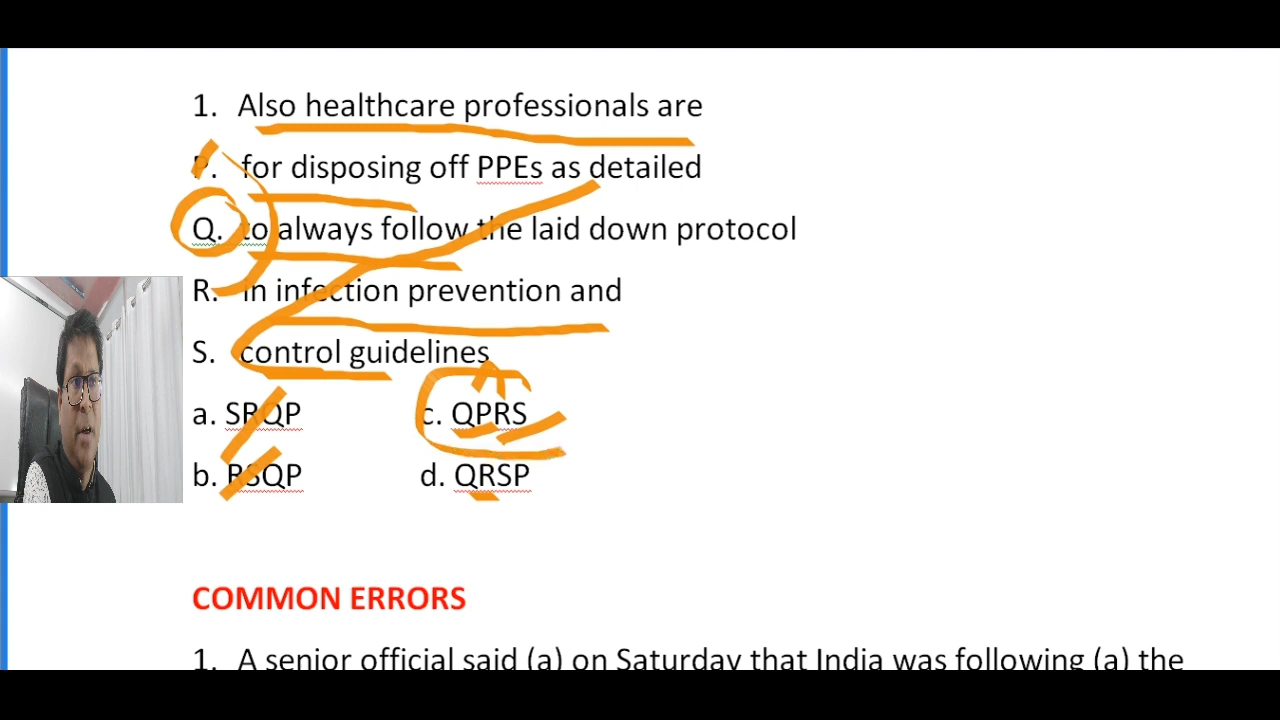 1. Also healthcare professionals are
P. for disposing off PPEs as detailed
Q. to always follow the laid down protocol
R. in infection prevention and
S. control guidelines
a. SRQP c. QPRS
b. RSQP d. QRSP
COMMON ERRORS
1. A senior official said (a) on Saturday that India was following (a) the